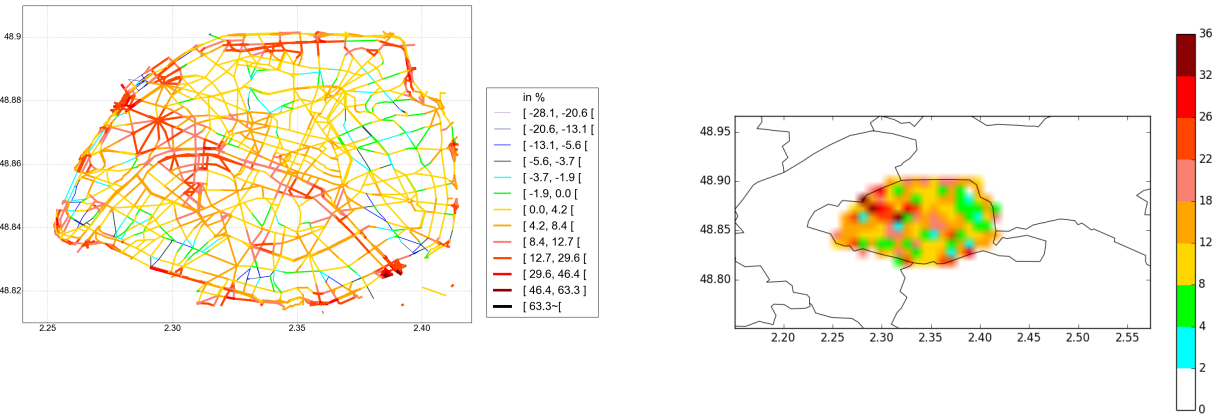 48.9
48.88
48.86
48.84
48.82
2.25 2.30 2.35 2.40
in %
[ -28.1, -20.6 [
[ -20.6, -13.1 [
[ -13.1, -5.6 [
[ -5.6, -3.7 [
[ -3.7, -1.9 [
[ -1.9, 0.0 [
[ 0.0, 4.2 [
[ 4.2, 8.4 [
[ 8.4, 12.7 [
[ 12.7, 29.6 [
[ 29.6, 46.4 [
[ 46.4, 63.3 ]
[ 63.3~[
48.95
48.90
48.85
48.80
2.20 2.25 2.30 2.35 2.40 2.45 2.50 2.55
36
32
26
22
18
12
8
4
2
0